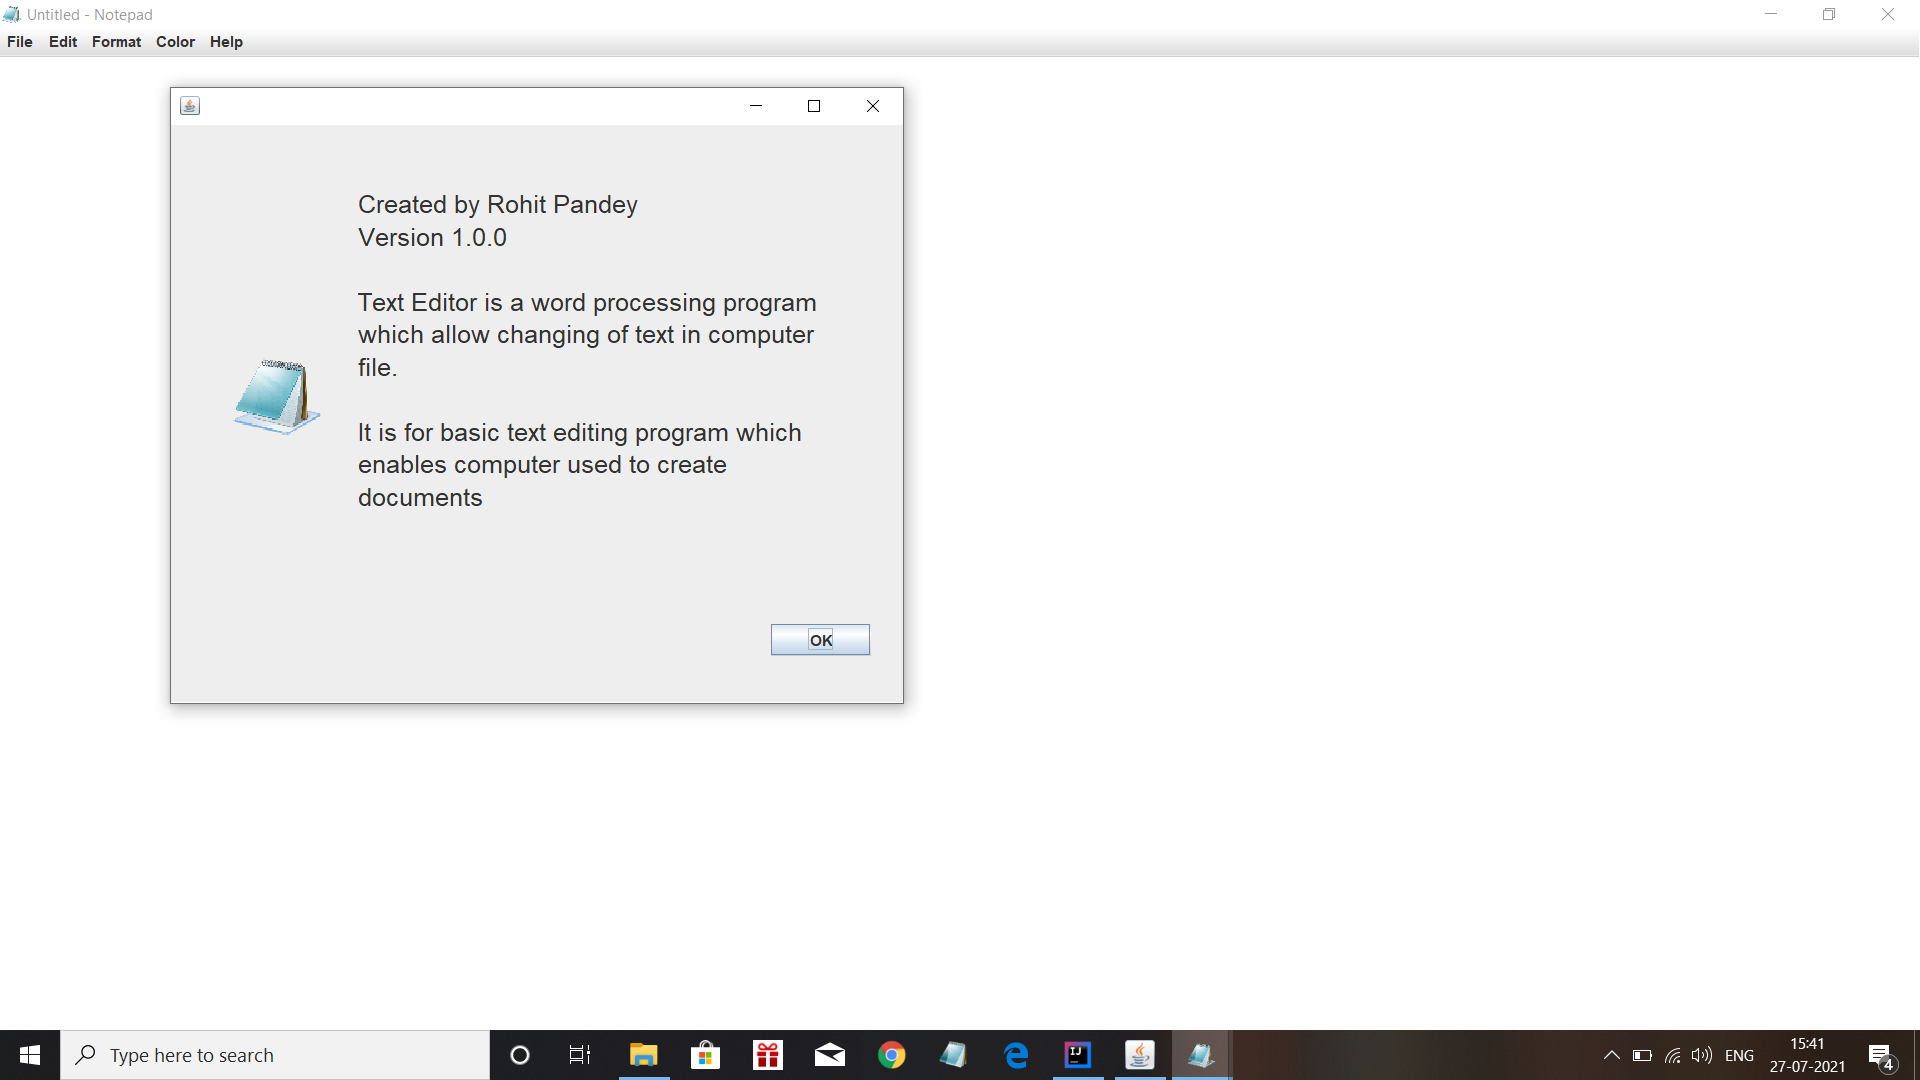 Untitled - Notepad
File Edit Format Color Help
Created by Rohit Pandey
Version 1.0.0
Text Editor is a word processing program
which allow changing of text in computer
file.
It is for basic text editing program which
enables computer used to create
documents
OK
Type here to search
IJ
ENG
15:41
27-07-2021
4